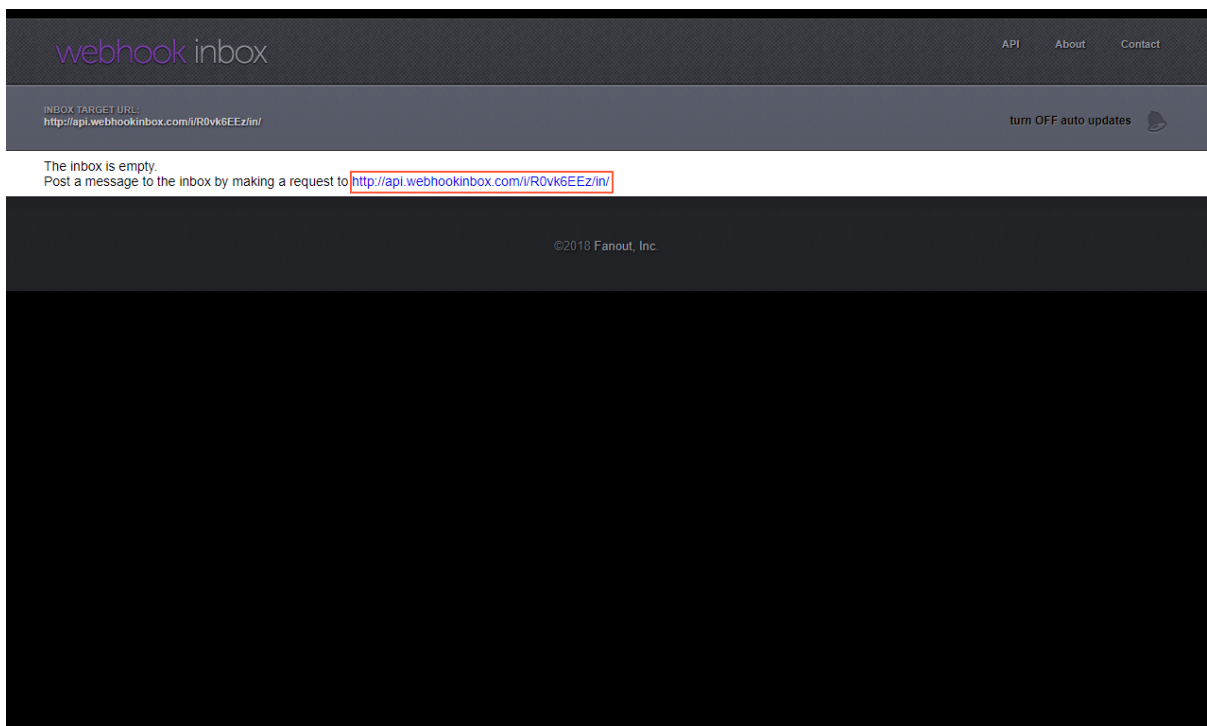 webhook inbox
API About Contact
INBOX TARGET URL:
http://api.webhookinbox.com/i/R0vk6EEz/in/
turn OFF auto updates
The inbox is empty.
Post a message to the inbox by making a request to http://api.webhookinbox.com/i/R0vk6EEz/in/
©2018 Fanout, Inc.